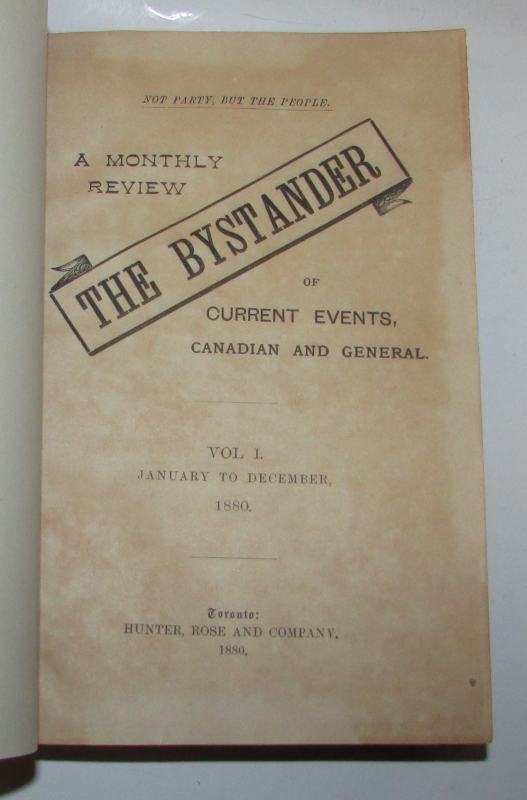 NOT PARTY, BUT THE PEOPLE.
A MONTHLY
REVIEW
THE BYSTANDER
OF
CURRENT EVENTS,
CANADIAN AND GENERAL.
VOL I.
JANUARY TO DECEMBER,
1880.
Toronto:
HUNTER, ROSE AND COMPANY.
1880.